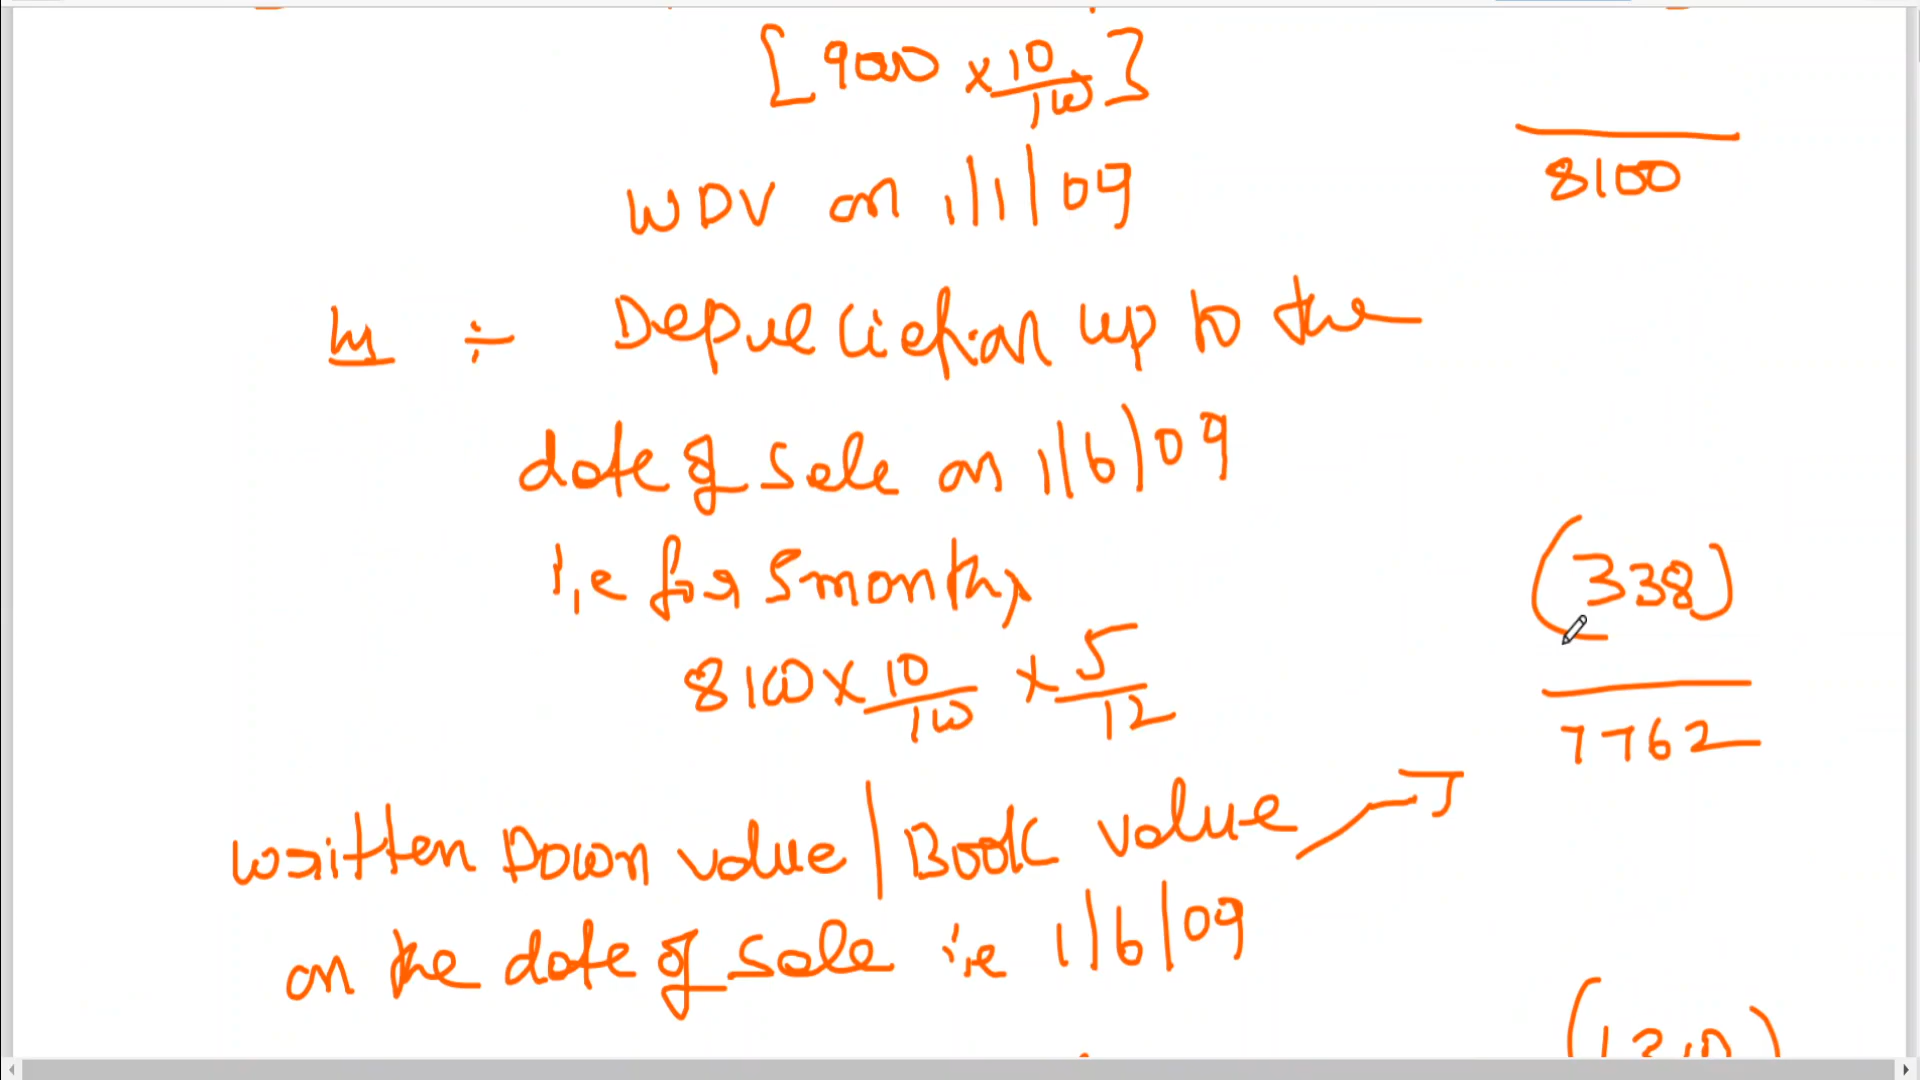 [9000 × 10/100]
8100
WDV on 1/1/09
Depreciation up to the
date of sale on 1/6/09
i.e for 5 months
(338)
8100 × 10/100 × 5/12
7762
written Down value | Book value →
on the date of sale i.e 1/6/09